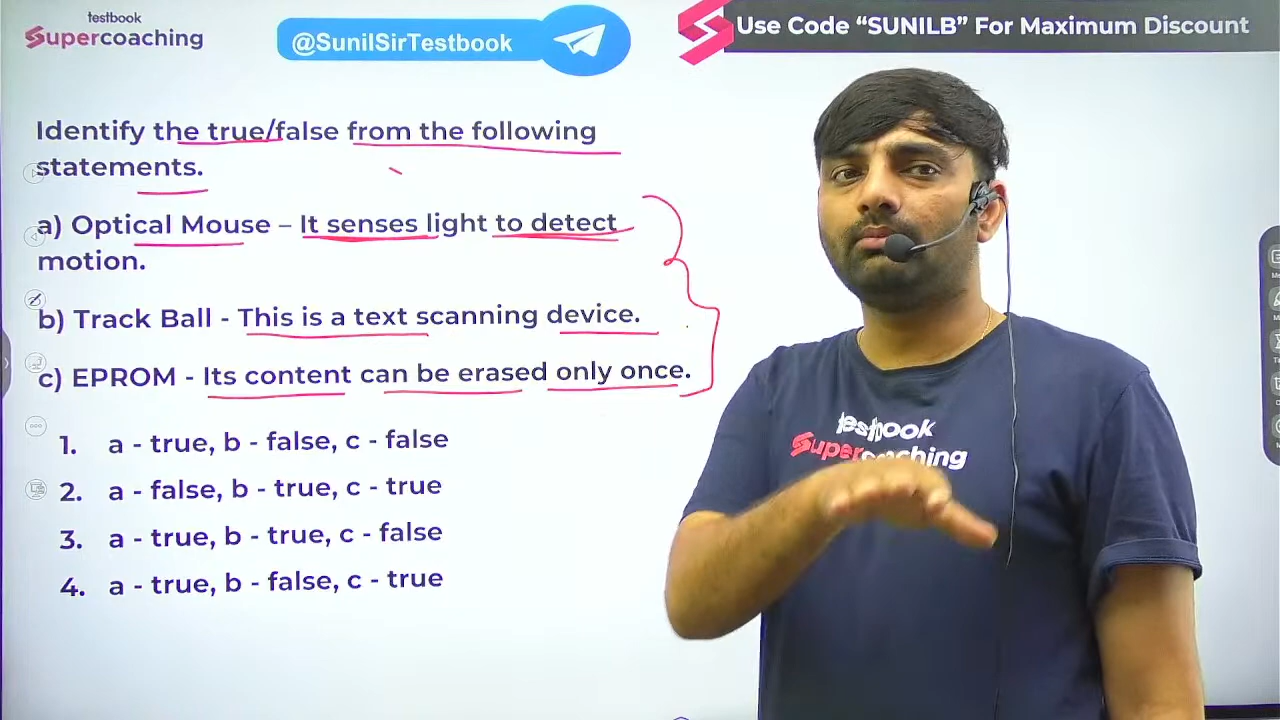 testbook
Supercoaching
@SunilSirTestbook
Use Code “SUNILB” For Maximum Discount
Identify the true/false from the following
statements.
a) Optical Mouse – It senses light to detect
motion.
b) Track Ball - This is a text scanning device.
c) EPROM - Its content can be erased only once.
1. a - true, b - false, c - false
2. a - false, b - true, c - true
3. a - true, b - true, c - false
4. a - true, b - false, c - true
testbook
Supercoaching